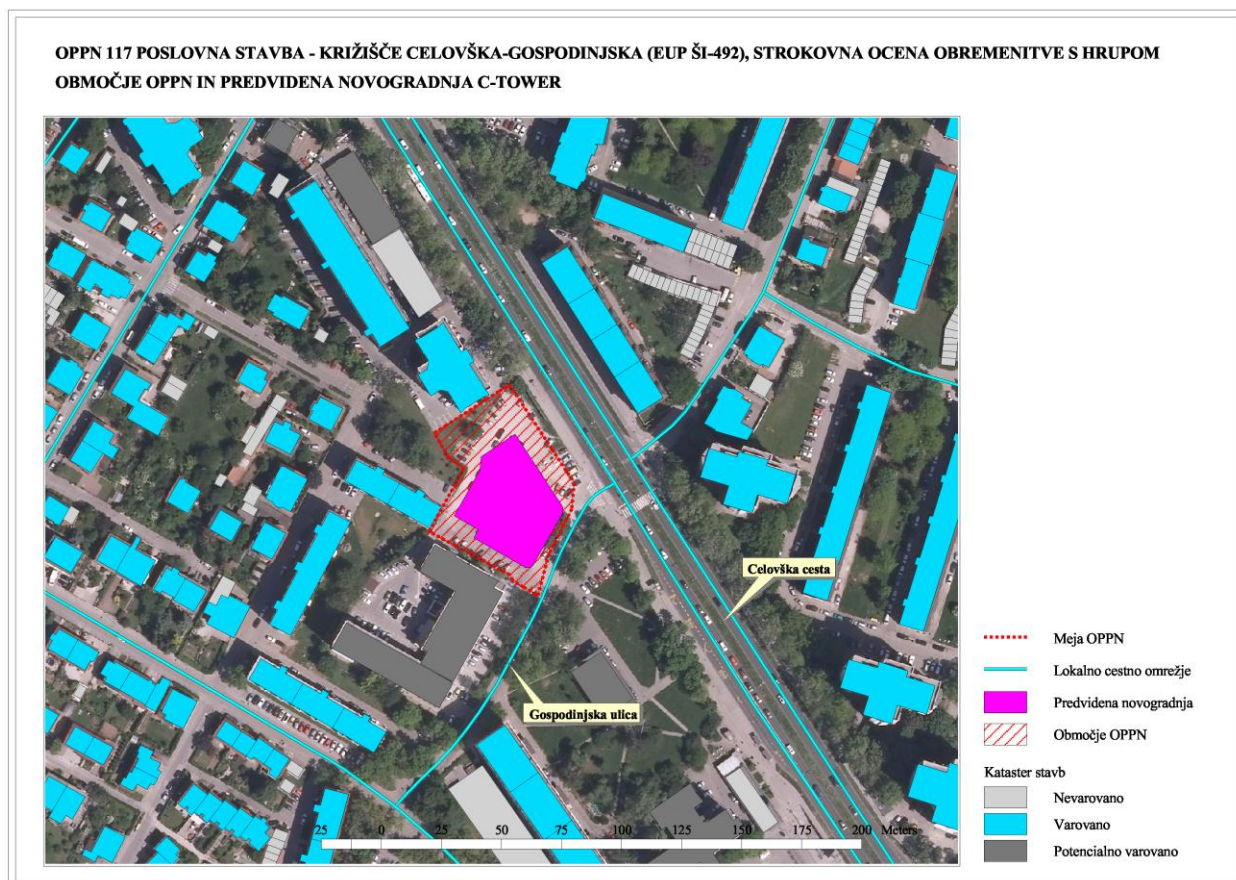 OPPN 117 POSLOVNA STAVBA - KRIŽIŠČE CELOVŠKA-GOSPODINJSKA (EUP ŠI-492), STROKOVNA OCENA OBREMENITVE S HRUPOM
OBMOČJE OPPN IN PREDVIDENA NOVOGRADNJA C-TOWER
Celovška cesta
Gospodinjska ulica
25 0 25 50 75 100 125 150 175 200 Meters
Meja OPPN
Lokalno cestno omrežje
Predvidena novogradnja
Območje OPPN
Kataster stavb
Nevarovano
Varovano
Potencialno varovano